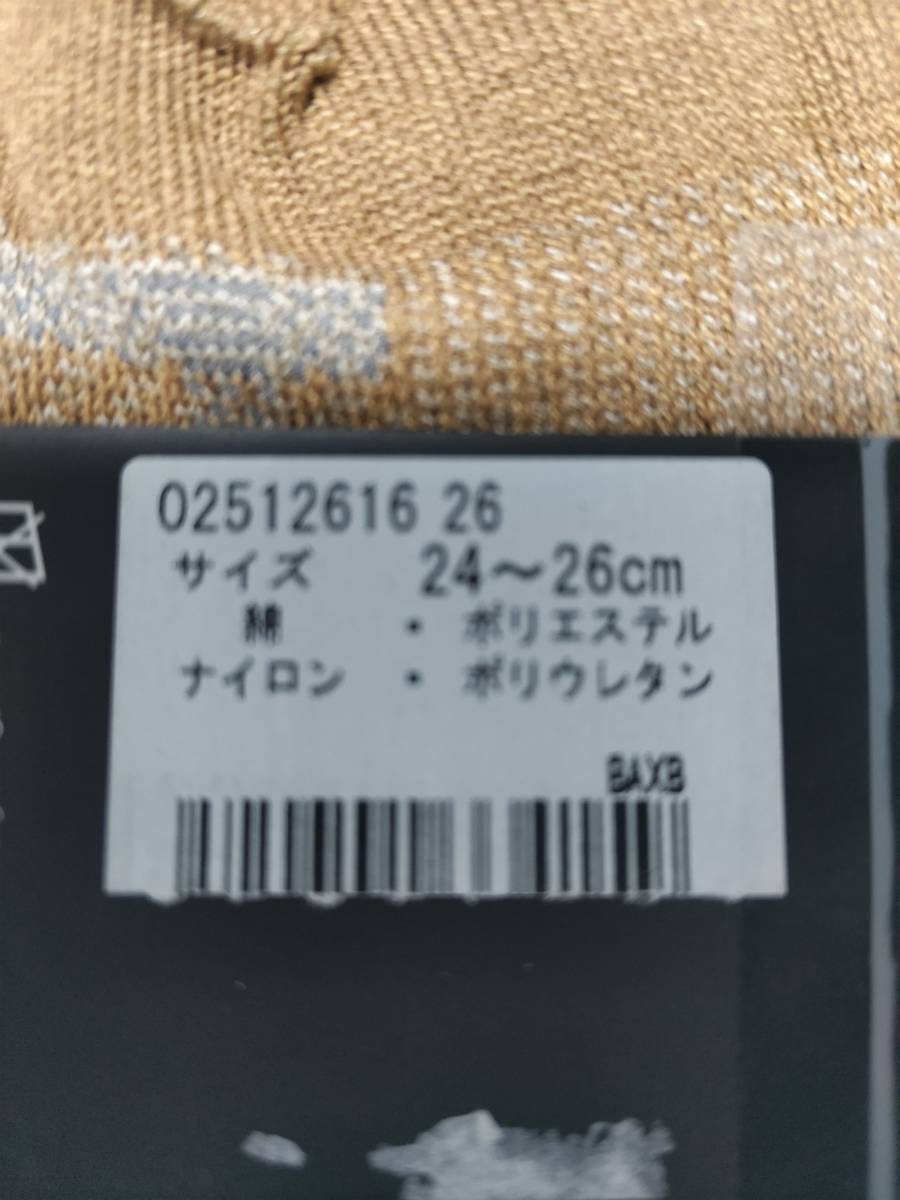 02512616 26
サイズ 24～26cm
綿 ・ ポリエステル
ナイロン ・ ポリウレタン
BAXB